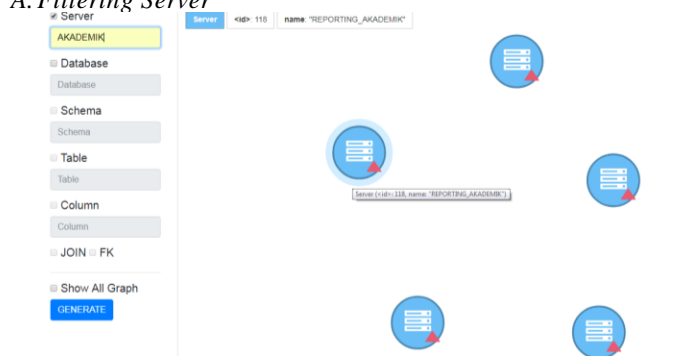 A. Filtering Server
Server
AKADEMIK
Database
Database
Schema
Schema
Table
Table
Column
Column
JOIN FK
Show All Graph
GENERATE
Server <id>: 118 name: "REPORTING_AKADEMIK"
Server (<id>: 118, name: "REPORTING_AKADEMIK")